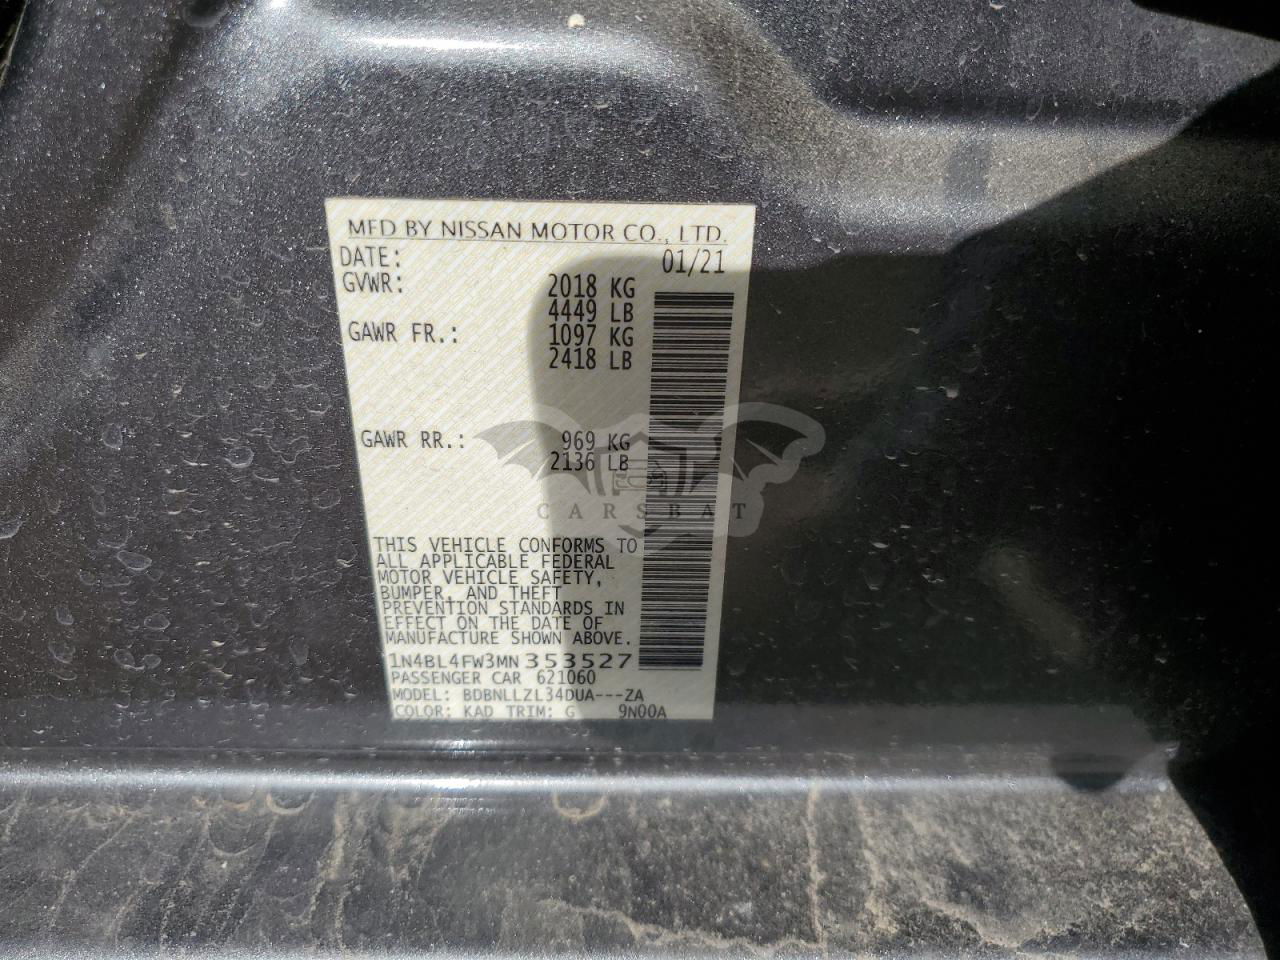 MFD BY NISSAN MOTOR CO., LTD.
DATE: 01/21
GVWR: 2018 KG
4449 LB
GAWR FR.: 1097 KG
2418 LB
GAWR RR.: 969 KG
2136 LB
CARSBAT
THIS VEHICLE CONFORMS TO
ALL APPLICABLE FEDERAL
MOTOR VEHICLE SAFETY,
BUMPER, AND THEFT
PREVENTION STANDARDS IN
EFFECT ON THE DATE OF
MANUFACTURE SHOWN ABOVE.
1N4BL4FW3MN353527
PASSENGER CAR 621060
MODEL: BDBNLLZL34DUA---ZA
COLOR: KAD TRIM: G 9N00A